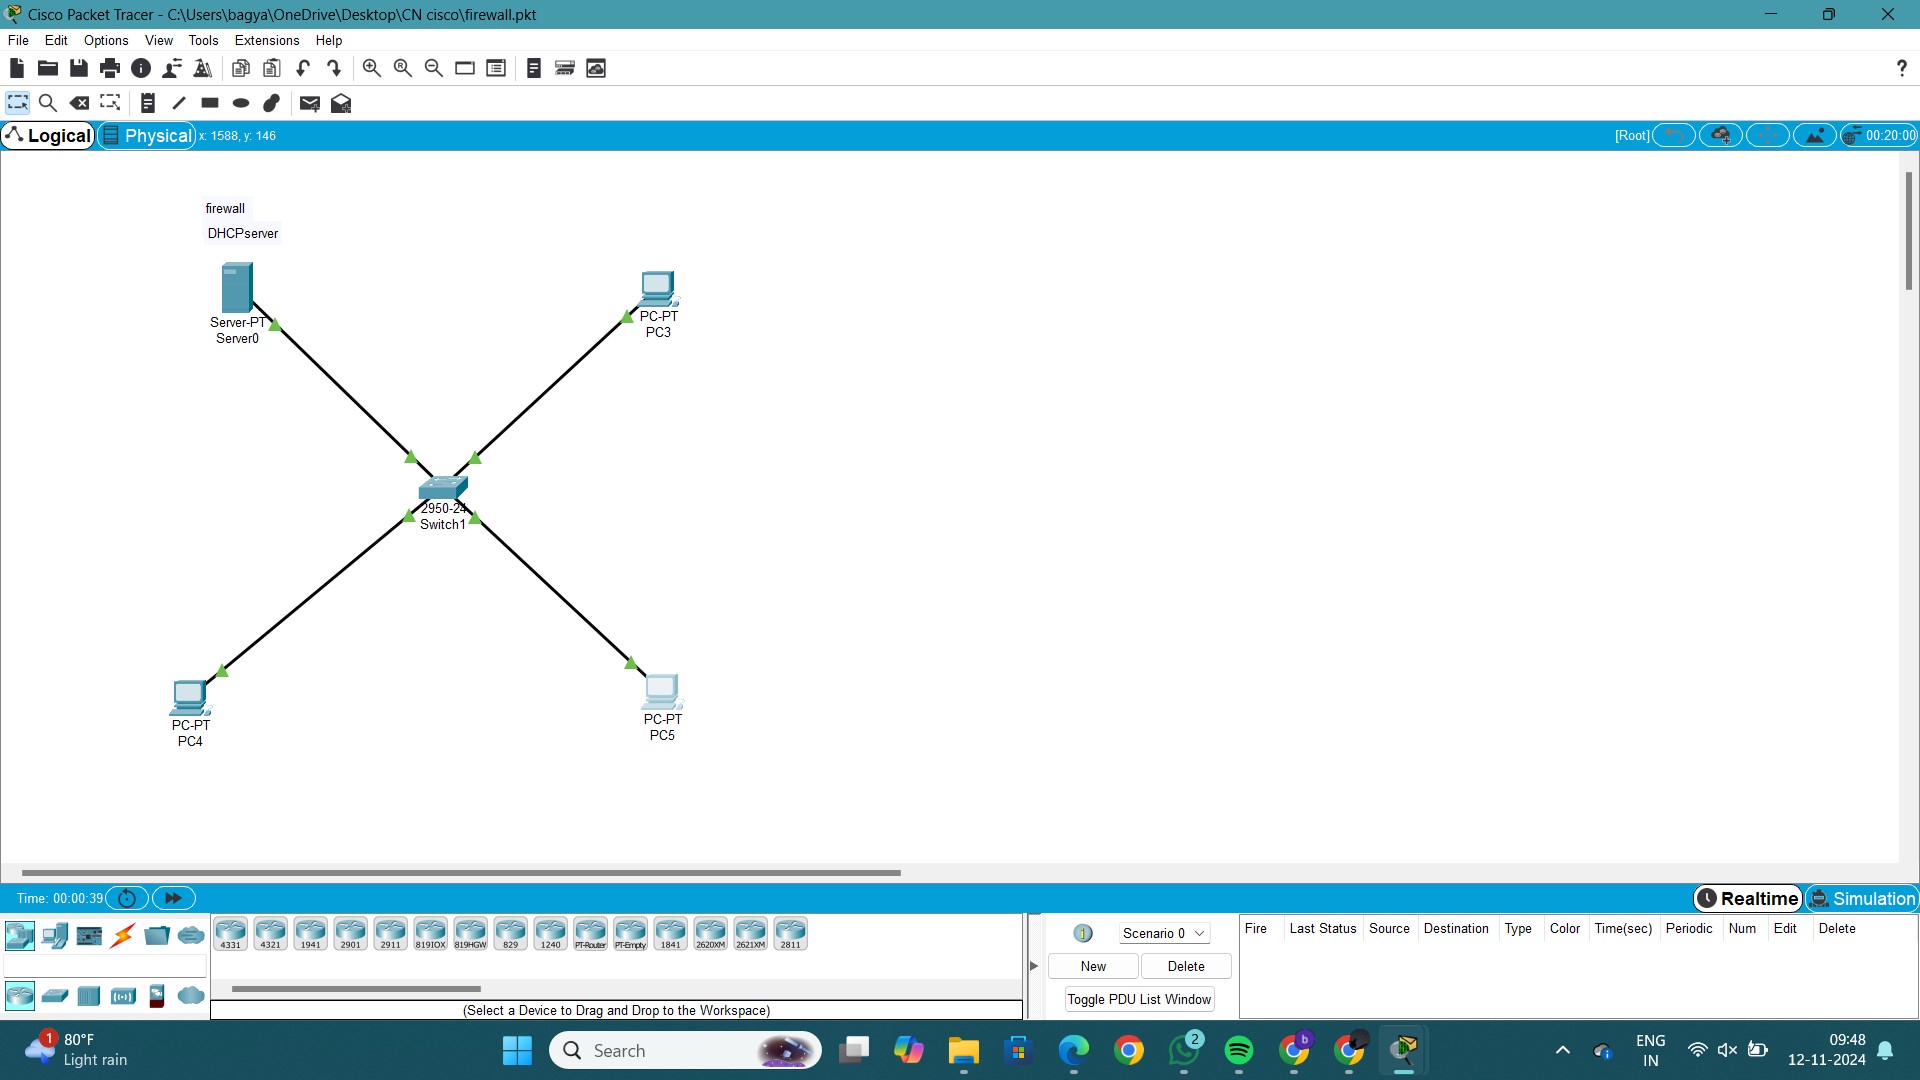 Cisco Packet Tracer - C:\Users\bagya\OneDrive\Desktop\CN cisco\firewall.pkt
File Edit Options View Tools Extensions Help
?
Logical Physical x: 1588, y: 146 [Root] 00:20:00
firewall
DHCPserver
Server-PT
Server0
PC-PT
PC3
2950-24
Switch1
PC-PT
PC4
PC-PT
PC5
Time: 00:00:39 Realtime Simulation
4331 4321 1941 2901 2911 819IOX 819HGW 829 1240 PT-Router PT-Empty 1841 2620XM 2621XM 2811
(Select a Device to Drag and Drop to the Workspace)
Scenario 0
New Delete
Toggle PDU List Window
Fire Last Status Source Destination Type Color Time(sec) Periodic Num Edit Delete
1 80°F
Light rain
Search
2
b
ENG
IN
09:48
12-11-2024